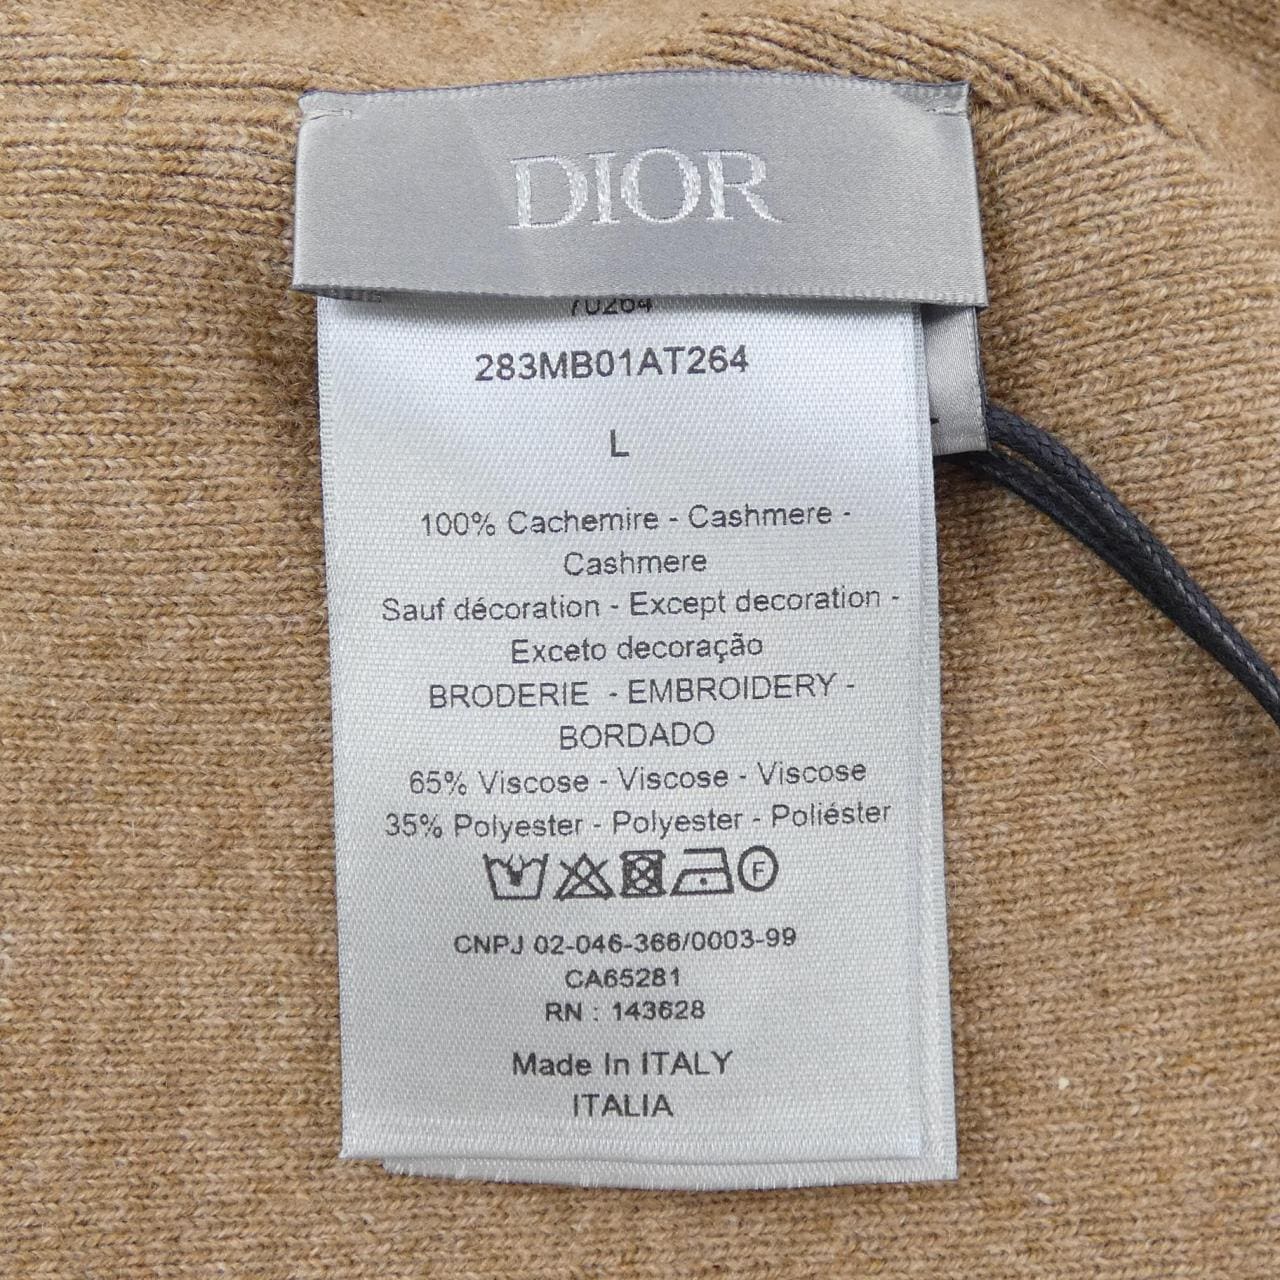 DIOR
70264
283MB01AT264
L
100% Cachemire - Cashmere -
Cashmere
Sauf décoration - Except decoration -
Exceto decoração
BRODERIE - EMBROIDERY -
BORDADO
65% Viscose - Viscose - Viscose
35% Polyester - Polyester - Poliéster
F
CNPJ 02-046-366/0003-99
CA65281
RN : 143628
Made In ITALY
ITALIA